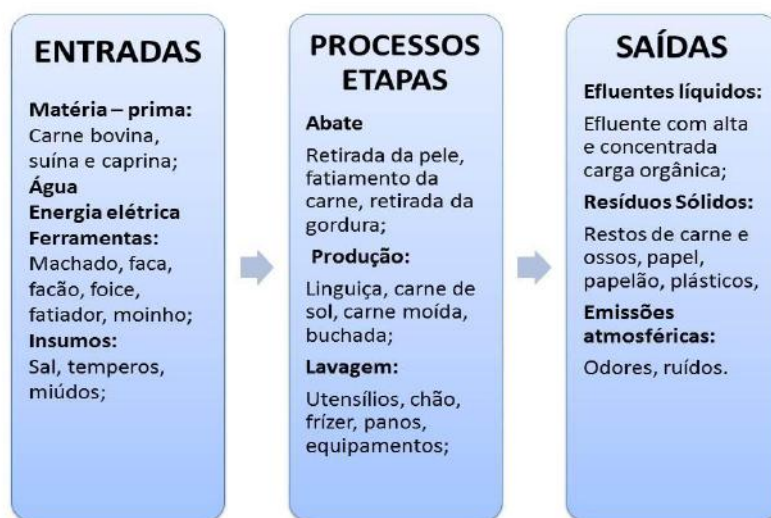 ENTRADAS
Matéria – prima:
Carne bovina,
suína e caprina;
Água
Energia elétrica
Ferramentas:
Machado, faca,
facão, foice,
fatiador, moinho;
Insumos:
Sal, temperos,
miúdos;
PROCESSOS
ETAPAS
Abate
Retirada da pele,
fatiamento da
carne, retirada da
gordura;
Produção:
Linguiça, carne de
sol, carne moída,
buchada;
Lavagem:
Utensílios, chão,
frízer, panos,
equipamentos;
SAÍDAS
Efluentes líquidos:
Efluente com alta
e concentrada
carga orgânica;
Resíduos Sólidos:
Restos de carne e
ossos, papel,
papelão, plásticos,
Emissões
atmosféricas:
Odores, ruídos.